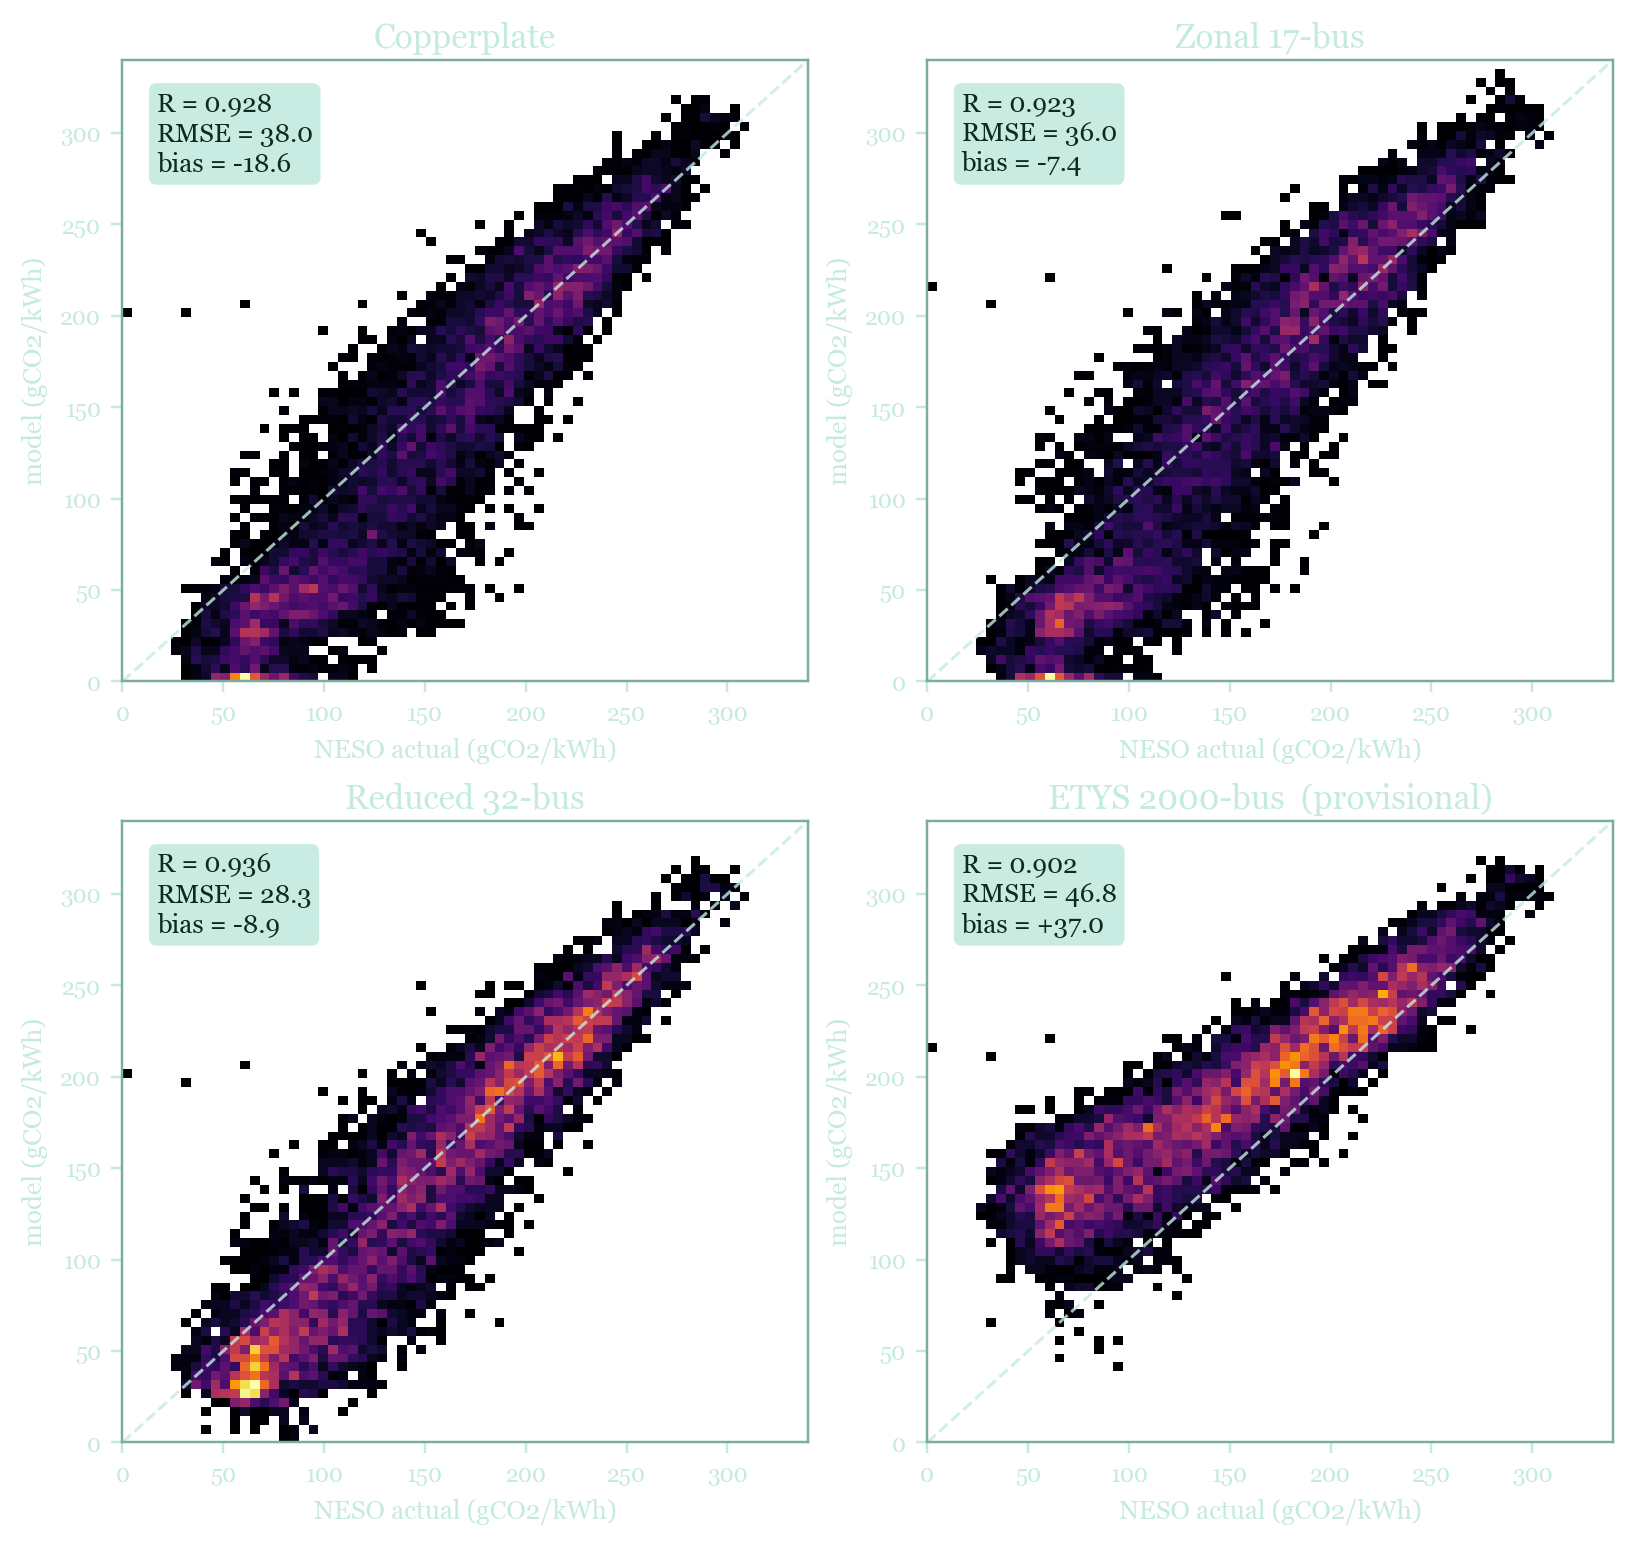 Copperplate
R = 0.928
RMSE = 38.0
bias = -18.6
300
250
200
150
100
50
0
model (gCO2/kWh)
0 50 100 150 200 250 300
NESO actual (gCO2/kWh)
Zonal 17-bus
R = 0.923
RMSE = 36.0
bias = -7.4
300
250
200
150
100
50
0
model (gCO2/kWh)
0 50 100 150 200 250 300
NESO actual (gCO2/kWh)
Reduced 32-bus
R = 0.936
RMSE = 28.3
bias = -8.9
300
250
200
150
100
50
0
model (gCO2/kWh)
0 50 100 150 200 250 300
NESO actual (gCO2/kWh)
ETYS 2000-bus (provisional)
R = 0.902
RMSE = 46.8
bias = +37.0
300
250
200
150
100
50
0
model (gCO2/kWh)
0 50 100 150 200 250 300
NESO actual (gCO2/kWh)